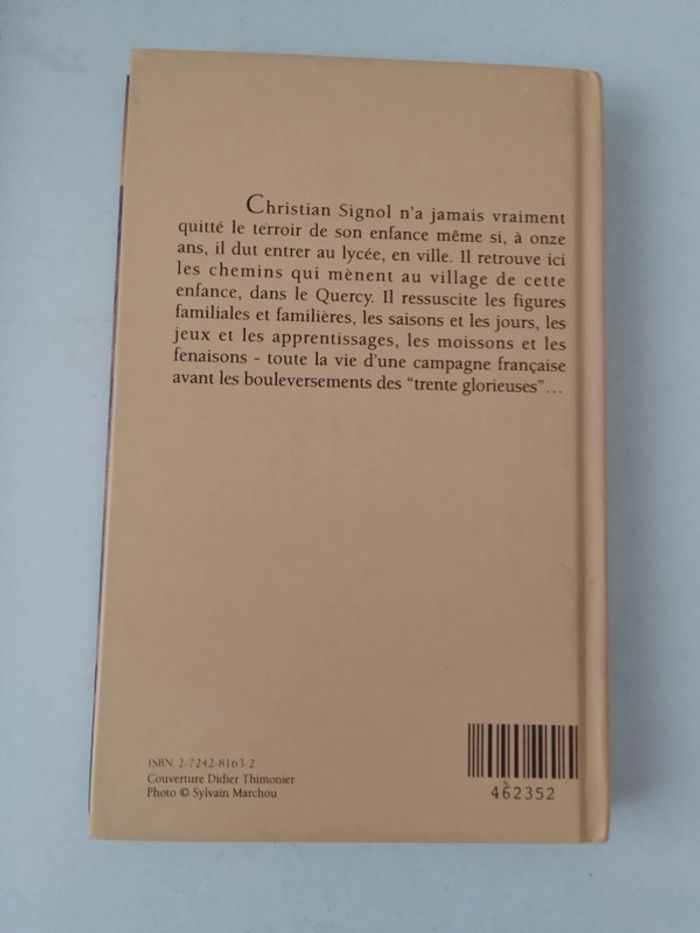 Christian Signol n'a jamais vraiment
quitté le terroir de son enfance même si, à onze
ans, il dut entrer au lycée, en ville. Il retrouve ici
les chemins qui mènent au village de cette
enfance, dans le Quercy. Il ressuscite les figures
familiales et familières, les saisons et les jours, les
jeux et les apprentissages, les moissons et les
fenaisons - toute la vie d'une campagne française
avant les bouleversements des "trente glorieuses"...
ISBN 2-7242-8163-2
Couverture Didier Thimonier
Photo © Sylvain Marchou
462352